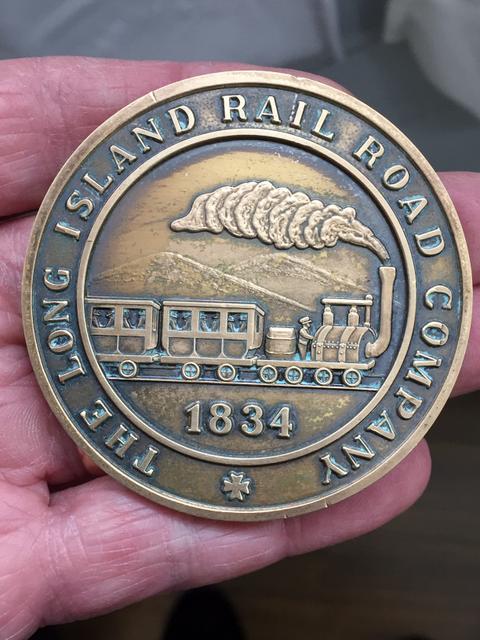 THE LONG ISLAND RAIL ROAD COMPANY
1834